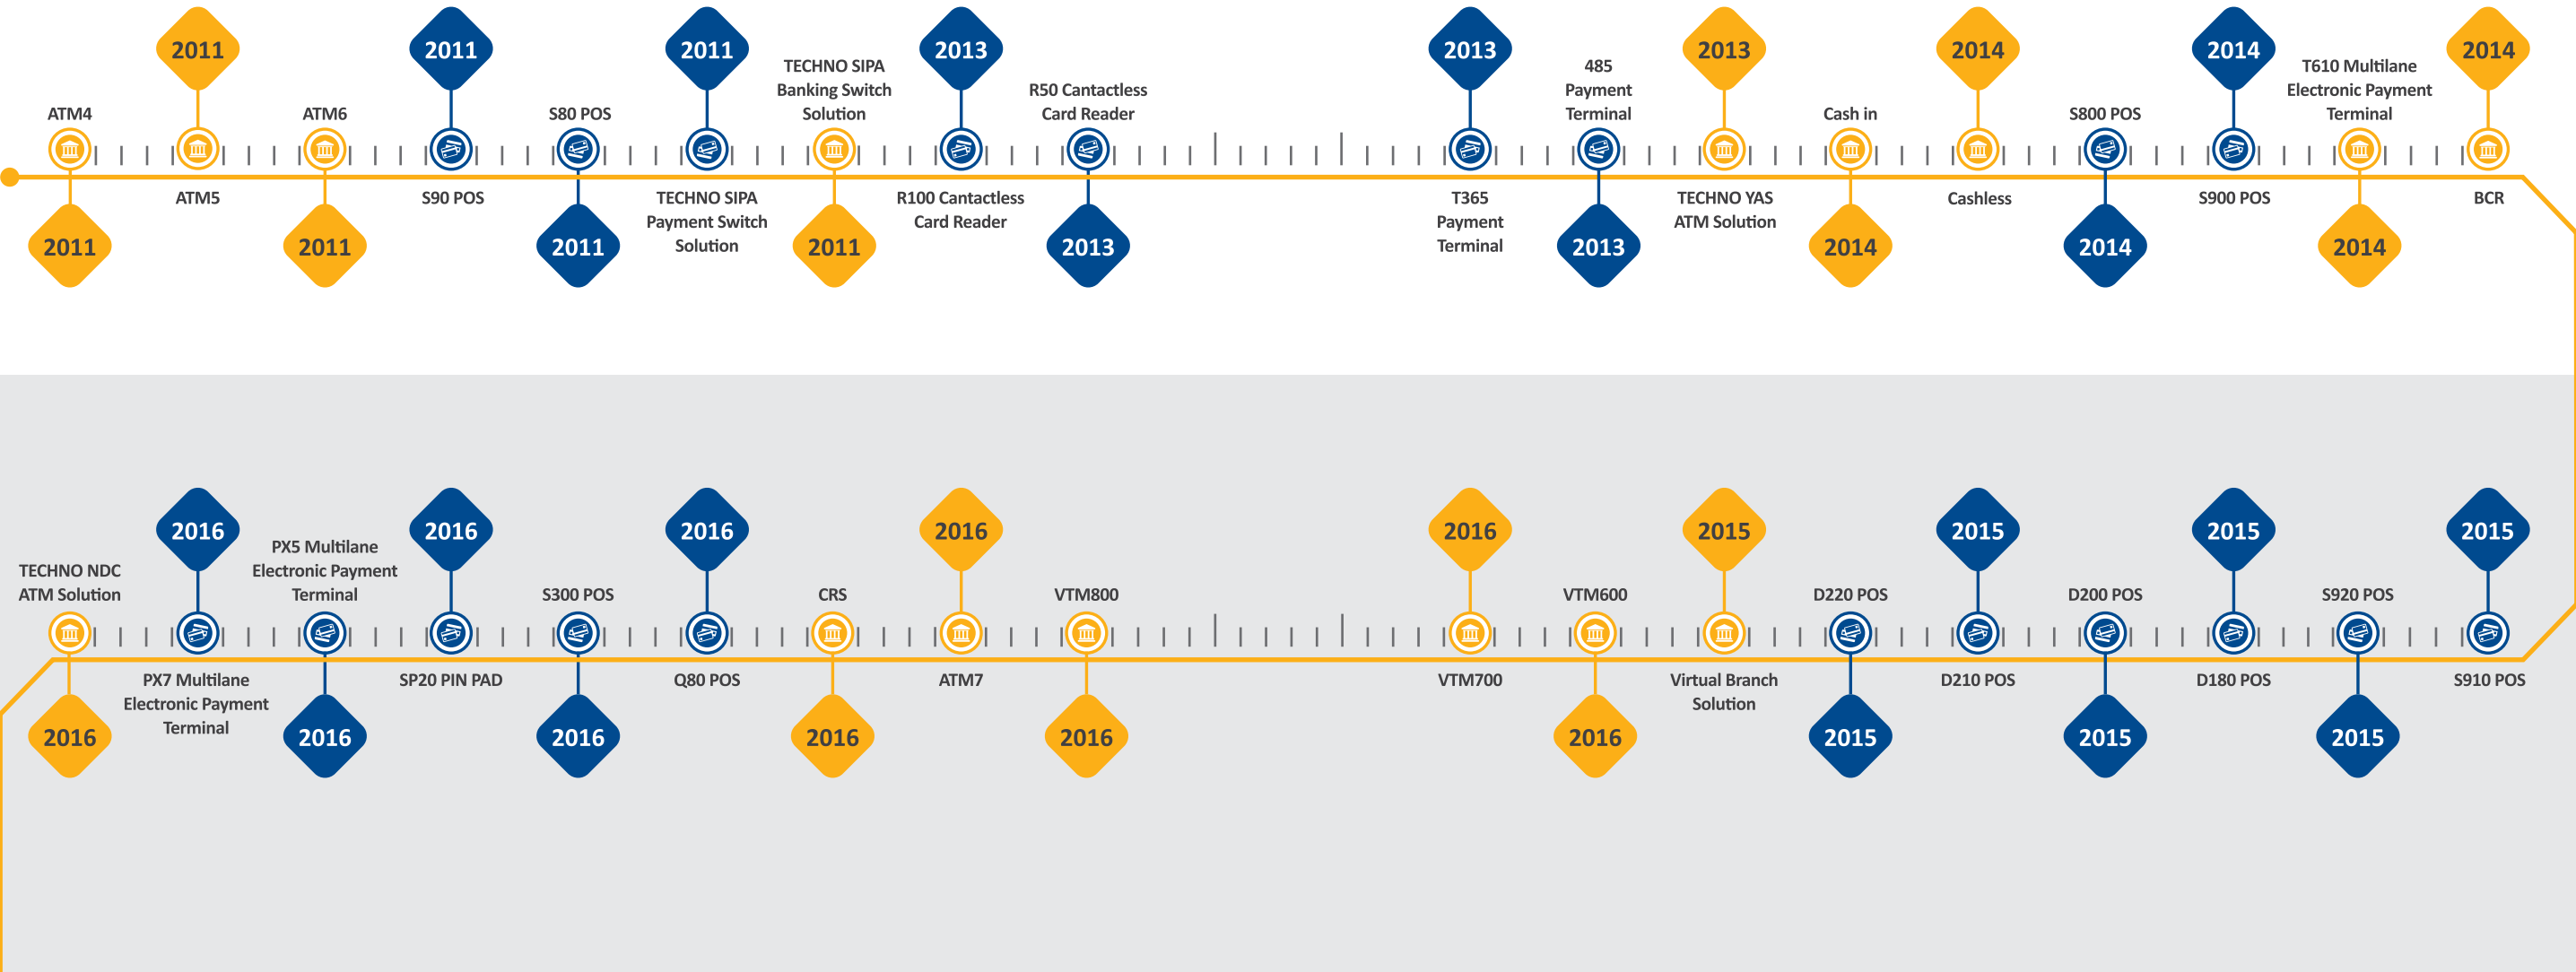 2011
2011
2011
2013
2013
2013
2014
2014
2014
ATM4
ATM6
S80 POS
TECHNO SIPA
Banking Switch
Solution
R50 Cantactless
Card Reader
485
Payment
Terminal
Cash in
S800 POS
T610 Multilane
Electronic Payment
Terminal
ATM5
S90 POS
TECHNO SIPA
Payment Switch
Solution
R100 Cantactless
Card Reader
T365
Payment
Terminal
TECHNO YAS
ATM Solution
Cashless
S900 POS
BCR
2011
2011
2011
2011
2013
2013
2014
2014
2014
2016
2016
2016
2016
2016
2015
2015
2015
2015
TECHNO NDC
ATM Solution
PX5 Multilane
Electronic Payment
Terminal
S300 POS
CRS
VTM800
VTM600
D220 POS
D200 POS
S920 POS
PX7 Multilane
Electronic Payment
Terminal
SP20 PIN PAD
Q80 POS
ATM7
VTM700
Virtual Branch
Solution
D210 POS
D180 POS
S910 POS
2016
2016
2016
2016
2016
2016
2015
2015
2015